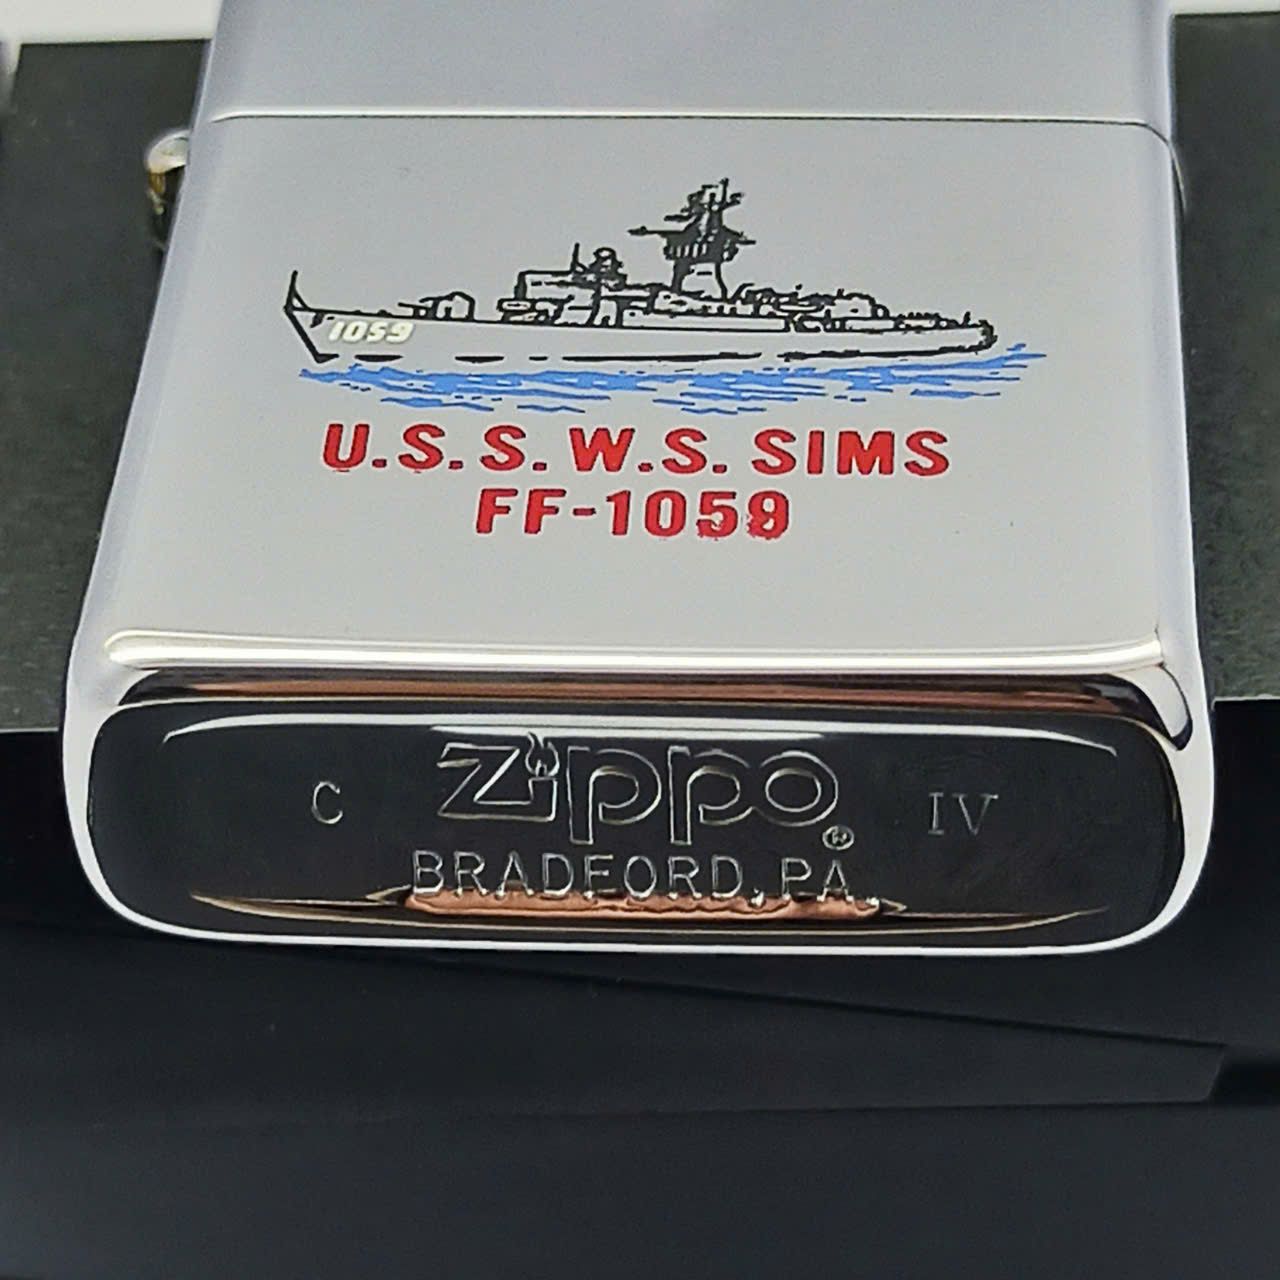 1059
U.S.S. W.S. SIMS
FF-1059
C Zippo® IV
BRADFORD, PA.